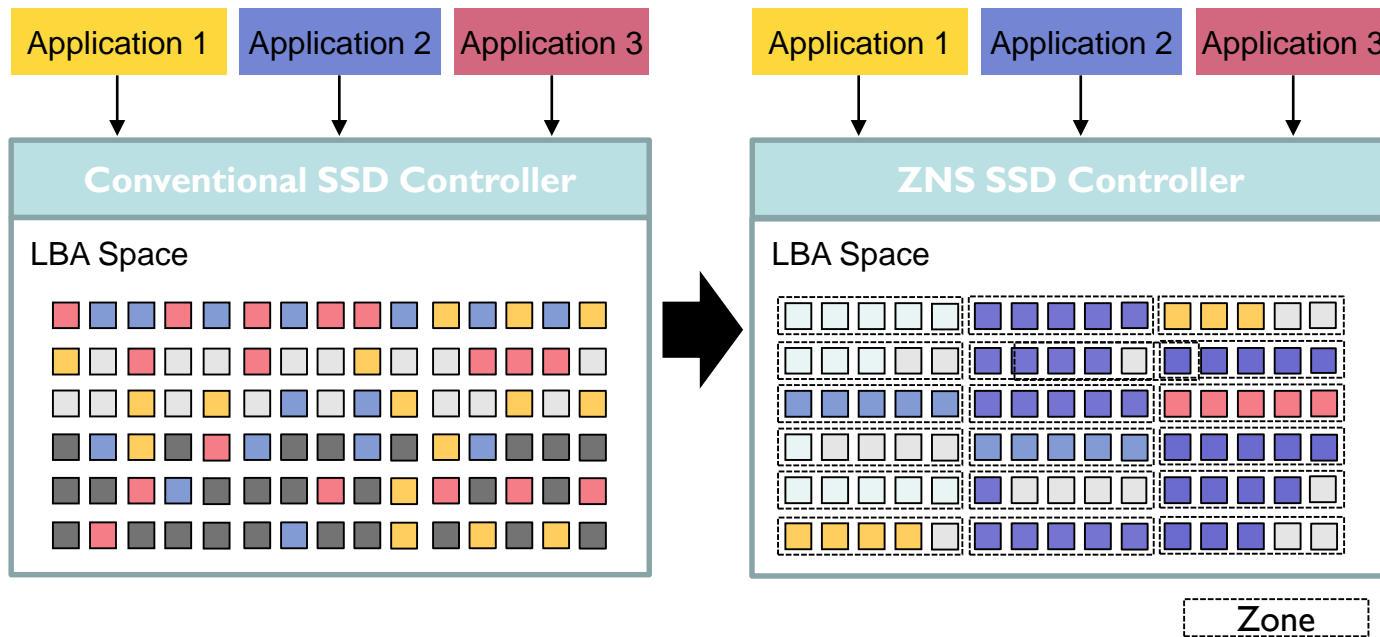 Application 1
Application 2
Application 3
Conventional SSD Controller
LBA Space
Application 1
Application 2
Application 3
ZNS SSD Controller
LBA Space
Zone